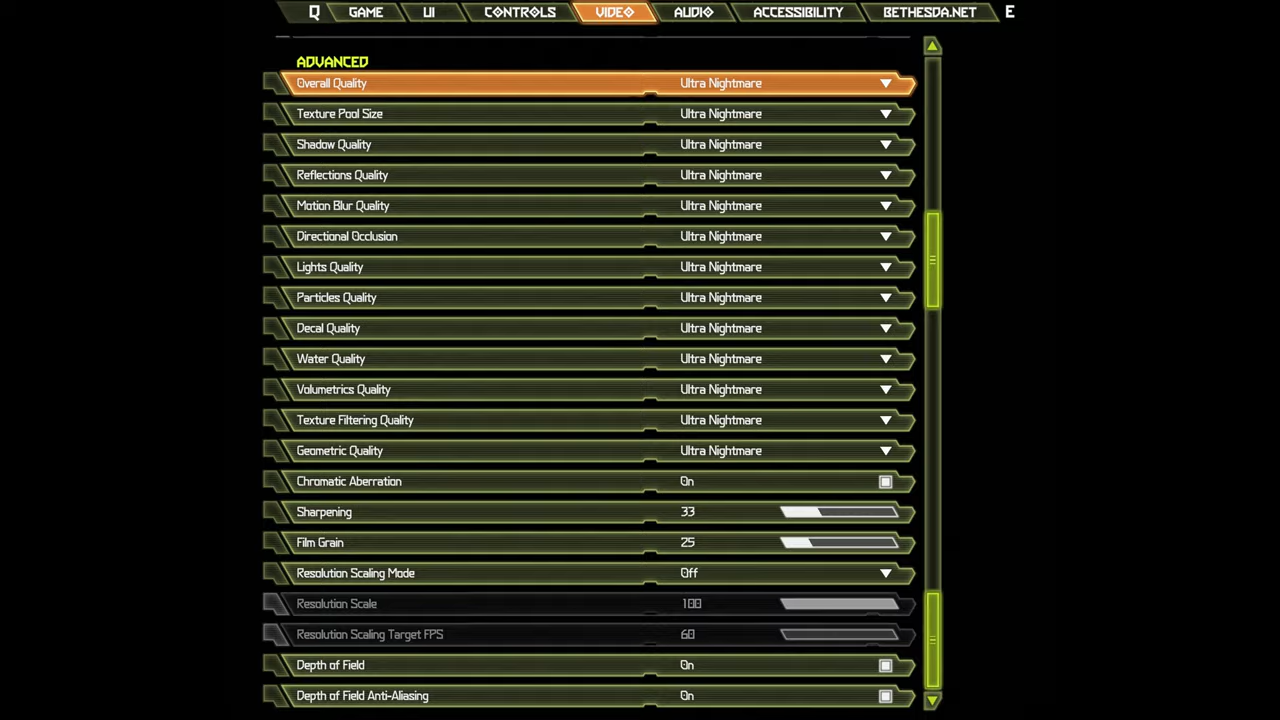 Q GAME UI CONTROLS VIDEO AUDIO ACCESSIBILITY BETHESDA.NET E
ADVANCED
Overall Quality Ultra Nightmare
Texture Pool Size Ultra Nightmare
Shadow Quality Ultra Nightmare
Reflections Quality Ultra Nightmare
Motion Blur Quality Ultra Nightmare
Directional Occlusion Ultra Nightmare
Lights Quality Ultra Nightmare
Particles Quality Ultra Nightmare
Decal Quality Ultra Nightmare
Water Quality Ultra Nightmare
Volumetrics Quality Ultra Nightmare
Texture Filtering Quality Ultra Nightmare
Geometric Quality Ultra Nightmare
Chromatic Aberration On
Sharpening 33
Film Grain 25
Resolution Scaling Mode Off
Resolution Scale 100
Resolution Scaling Target FPS 60
Depth of Field On
Depth of Field Anti-Aliasing On